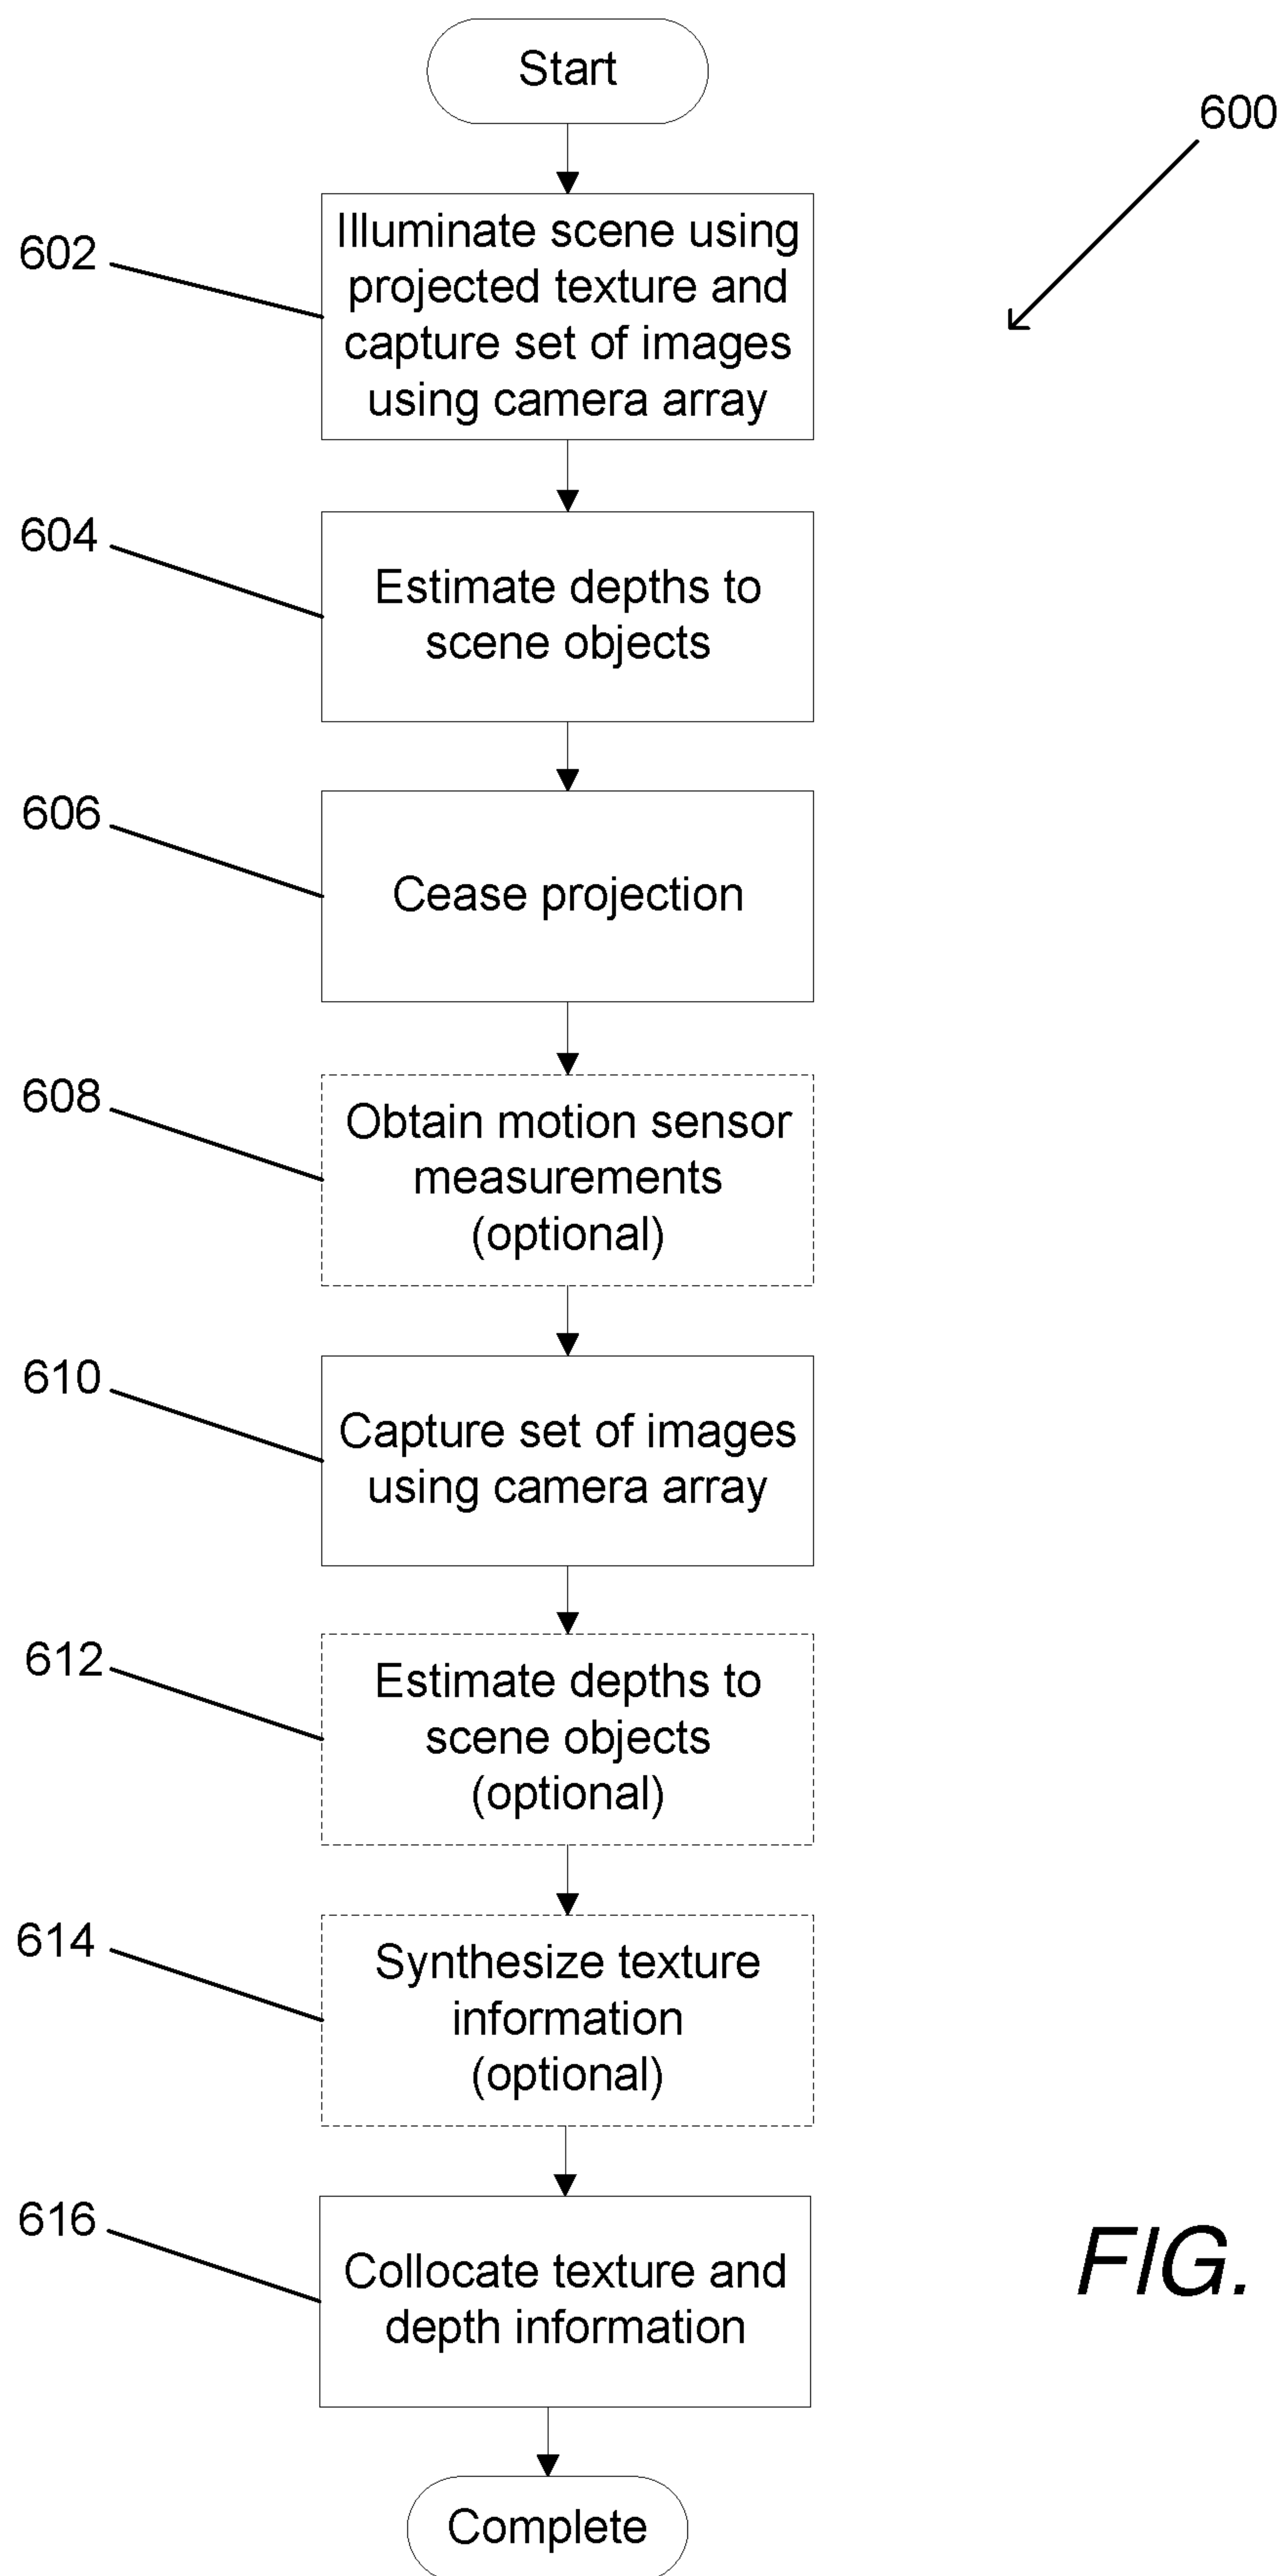 Start
600
602
Illuminate scene using
projected texture and
capture set of images
using camera array
604
Estimate depths to
scene objects
606
Cease projection
608
Obtain motion sensor
measurements
(optional)
610
Capture set of images
using camera array
612
Estimate depths to
scene objects
(optional)
614
Synthesize texture
information
(optional)
616
Collocate texture and
depth information
FIG.
Complete